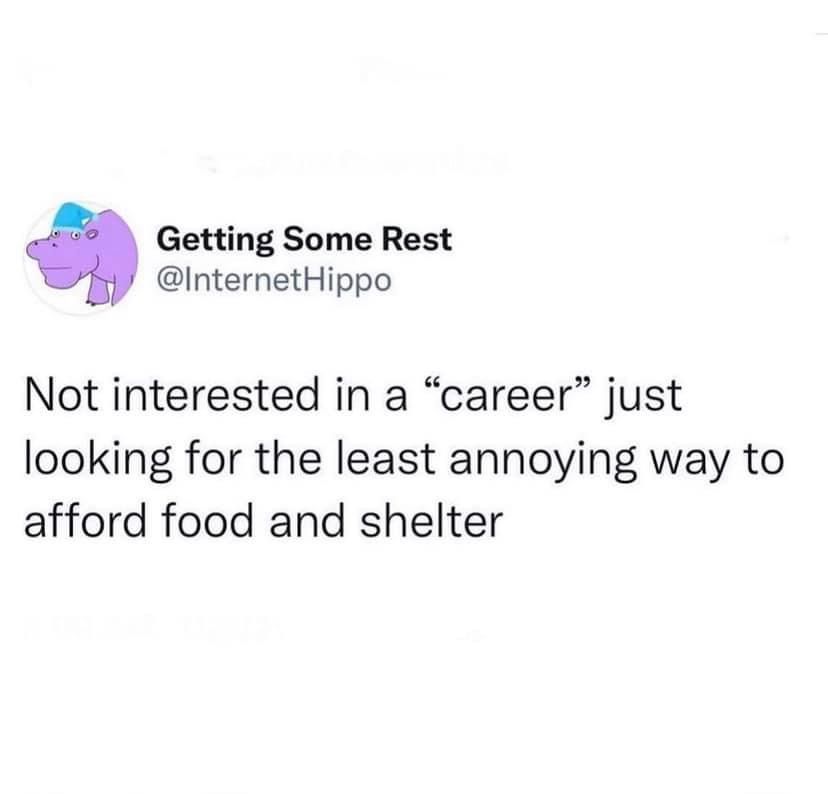 Getting Some Rest
@InternetHippo
Not interested in a “career” just
looking for the least annoying way to
afford food and shelter